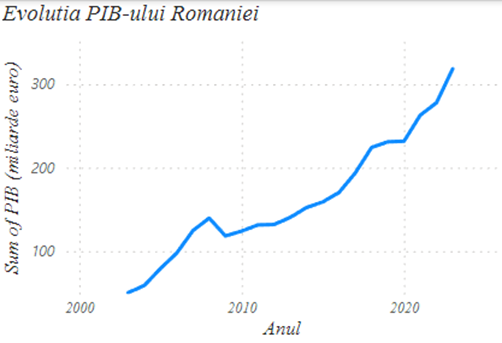 Evolutia PIB-ului Romaniei
Sum of PIB (miliarde euro)
300
200
100
2000 2010 2020
Anul